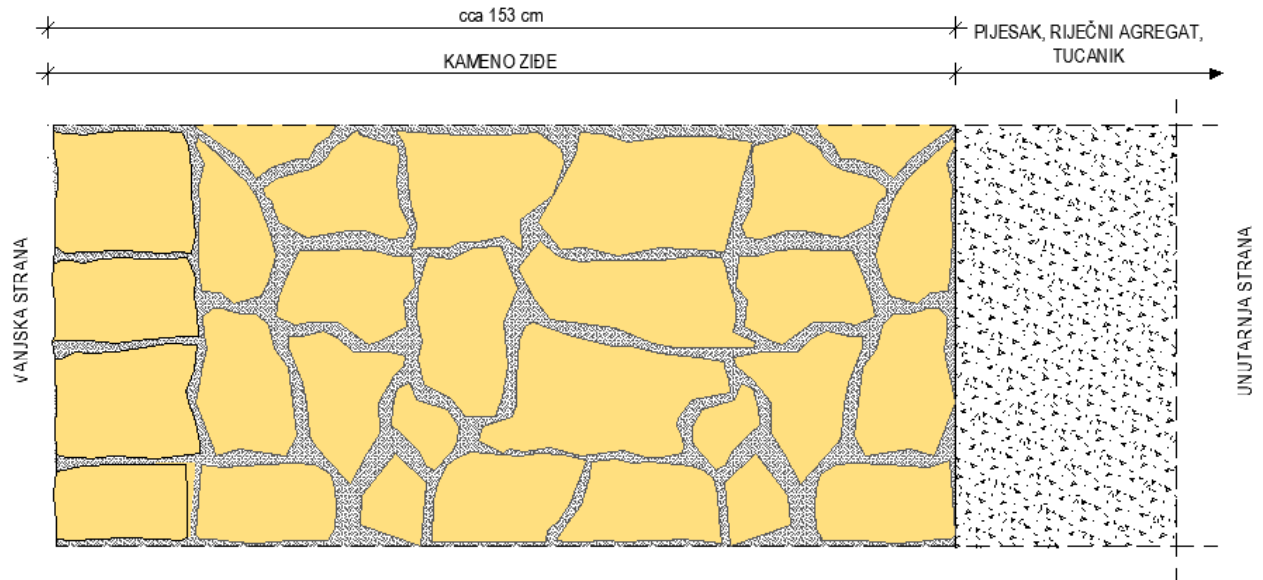 cca 153 cm
PIJESAK, RIJEČNI AGREGAT,
TUCANIK
KAMENO ZIĐE
VANJSKA STRANA
UNUTARNJA STRANA